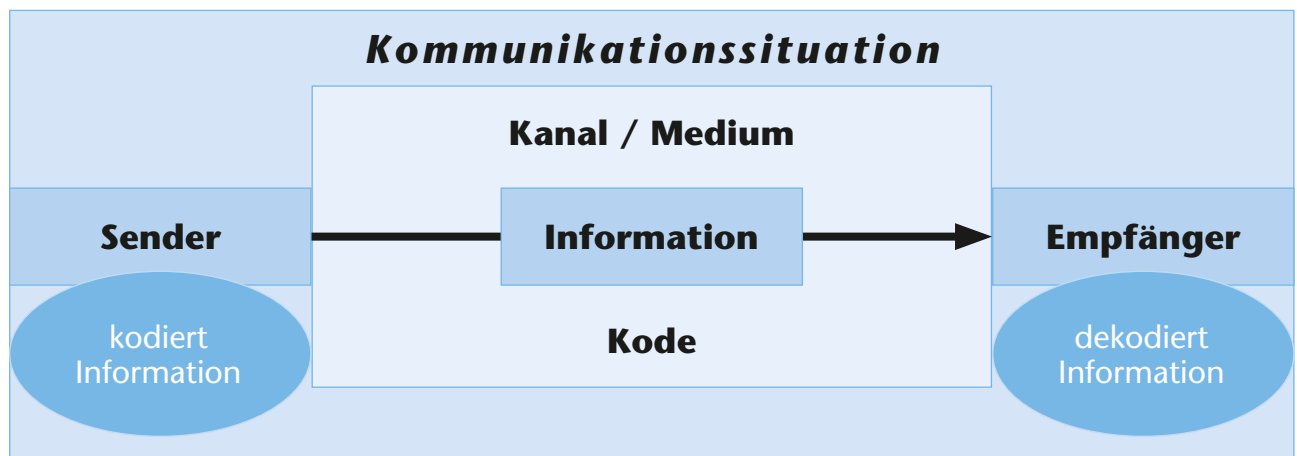 Kommunikationssituation
Kanal / Medium
Sender
Information
Empfänger
kodiert
Information
Kode
dekodiert
Information